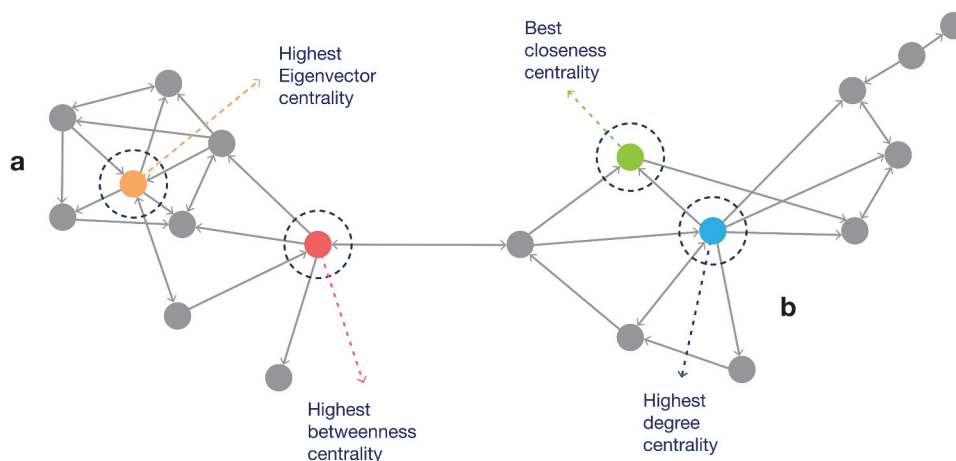 Highest
Eigenvector
centrality
Best
closeness
centrality
a
b
Highest
betweenness
centrality
Highest
degree
centrality